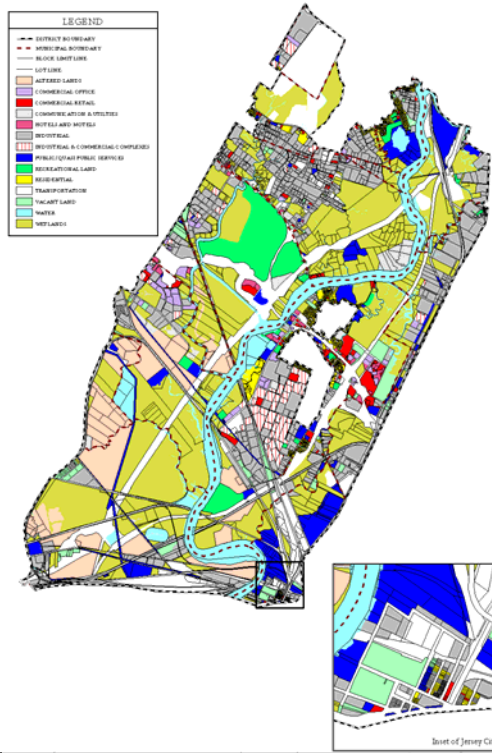 LEGEND
DISTRICT BOUNDARY
MUNICIPAL BOUNDARY
BLOCK LIMIT LINE
LOT LINE
ALTERED LANDS
COMMERCIAL OFFICE
COMMERCIAL RETAIL
COMMUNICATION & UTILITIES
HOTELS AND MOTELS
INDUSTRIAL
INDUSTRIAL & COMMERCIAL COMPLEXES
PUBLIC/QUASI PUBLIC SERVICES
RECREATIONAL LAND
RESIDENTIAL
TRANSPORTATION
VACANT LAND
WATER
WETLANDS
Inset of Jersey Ci